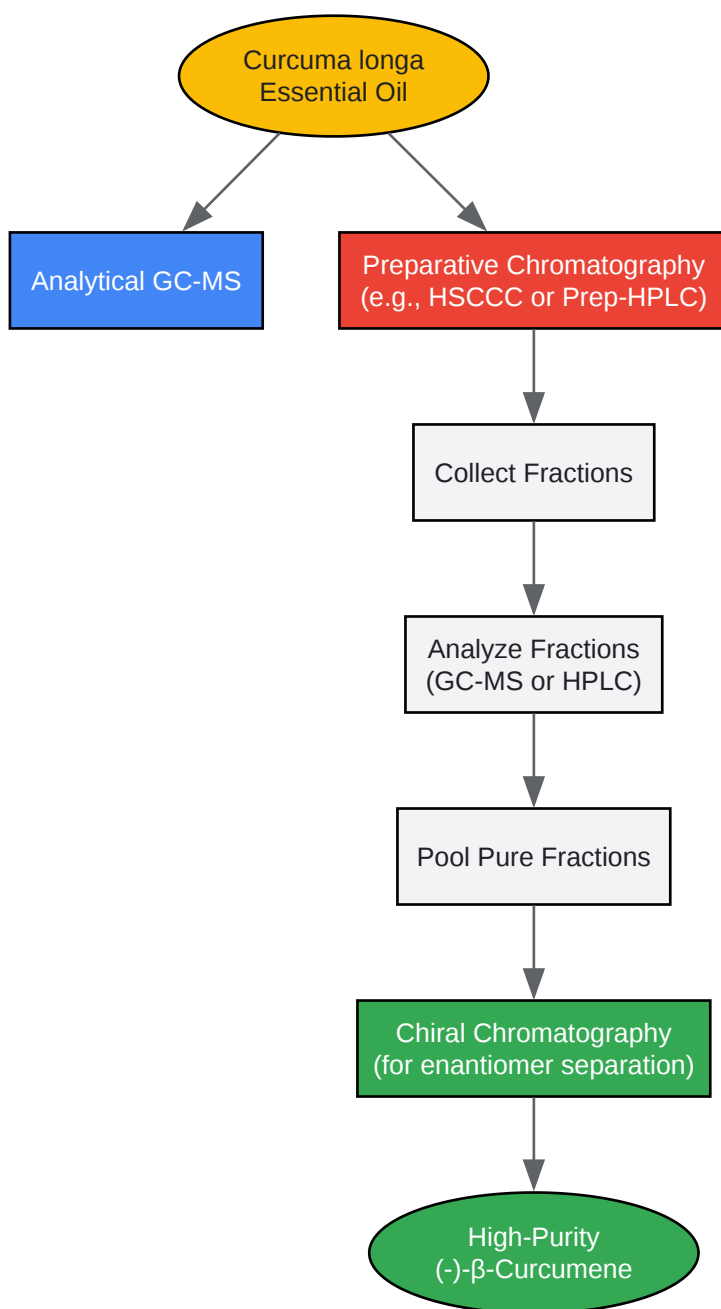 Curcuma longa
Essential Oil
Analytical GC-MS
Preparative Chromatography
(e.g., HSCCC or Prep-HPLC)
Collect Fractions
Analyze Fractions
(GC-MS or HPLC)
Pool Pure Fractions
Chiral Chromatography
(for enantiomer separation)
High-Purity
(-)-β-Curcumene